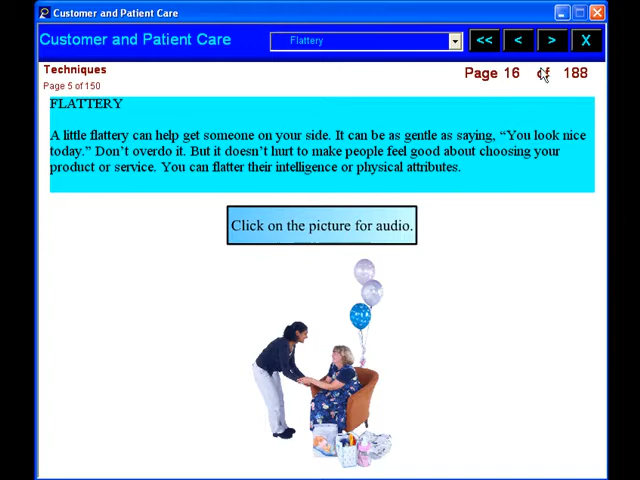 Customer and Patient Care
Customer and Patient Care
Flattery
<< < > X
Techniques
Page 16 of 188
Page 5 of 150
FLATTERY
A little flattery can help get someone on your side. It can be as gentle as saying, “You look nice
today.” Don’t overdo it. But it doesn’t hurt to make people feel good about choosing your
product or service. You can flatter their intelligence or physical attributes.
Click on the picture for audio.